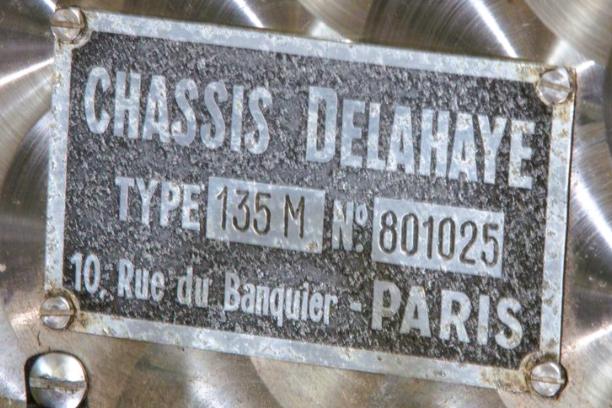 CHASSIS DELAHAYE
TYPE 135 M Nº 801025
10, Rue du Banquier - PARIS